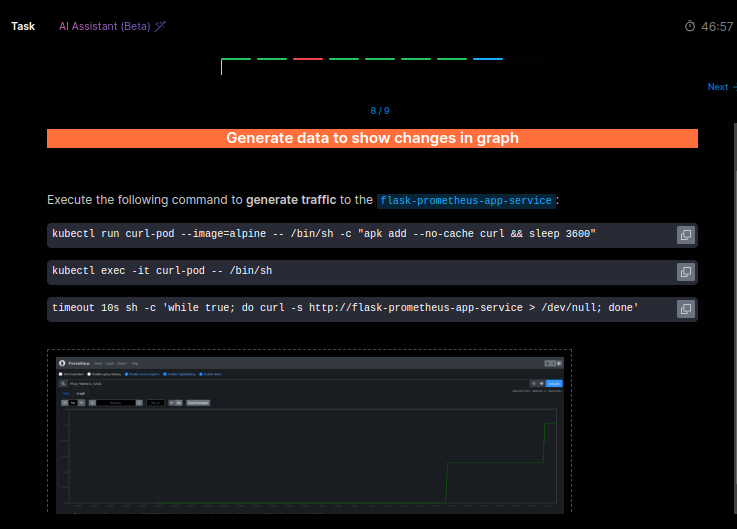 Task
AI Assistant (Beta)
46:57
Next
8 / 9
Generate data to show changes in graph
Execute the following command to generate traffic to the flask-prometheus-app-service:
kubectl run curl-pod --image=alpine -- /bin/sh -c "apk add --no-cache curl && sleep 3600"
kubectl exec -it curl-pod -- /bin/sh
timeout 10s sh -c 'while true; do curl -s http://flask-prometheus-app-service > /dev/null; done'
Prometheus
Graph